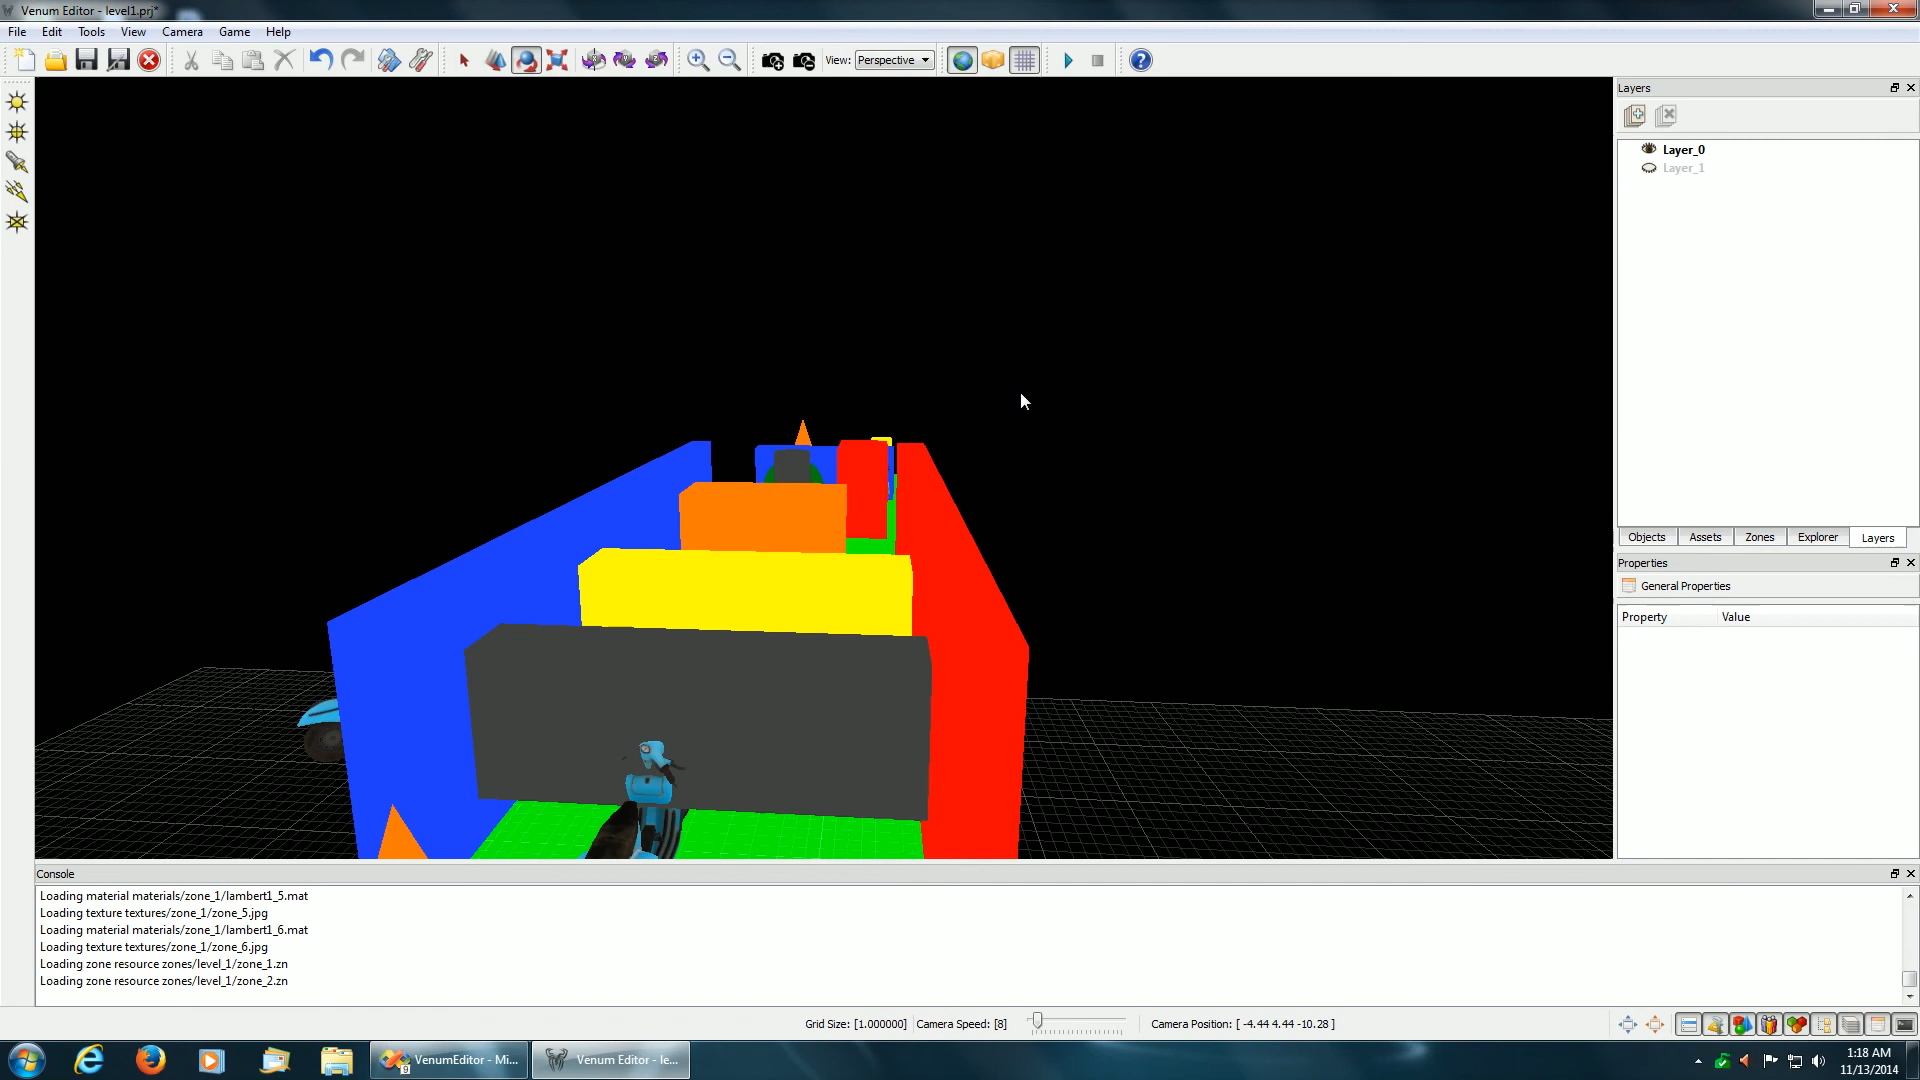 Venum Editor - level1.prj*
File Edit Tools View Camera Game Help
View: Perspective
Layers
Layer_0
Layer_1
Objects Assets Zones Explorer Layers
Properties
General Properties
Property Value
Console
Loading material materials/zone_1/lambert1_5.mat
Loading texture textures/zone_1/zone_5.jpg
Loading material materials/zone_1/lambert1_6.mat
Loading texture textures/zone_1/zone_6.jpg
Loading zone resource zones/level_1/zone_1.zn
Loading zone resource zones/level_1/zone_2.zn
Grid Size: [1.000000] Camera Speed: [8] Camera Position: [ -4.44 4.44 -10.28 ]
VenumEditor - Mi... Venum Editor - le...
1:18 AM
11/13/2014